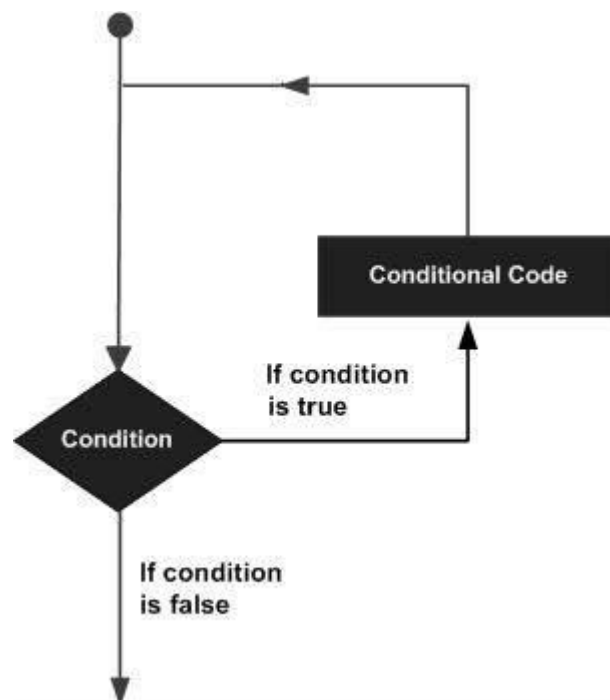 Conditional Code
If condition
is true
Condition
If condition
is false